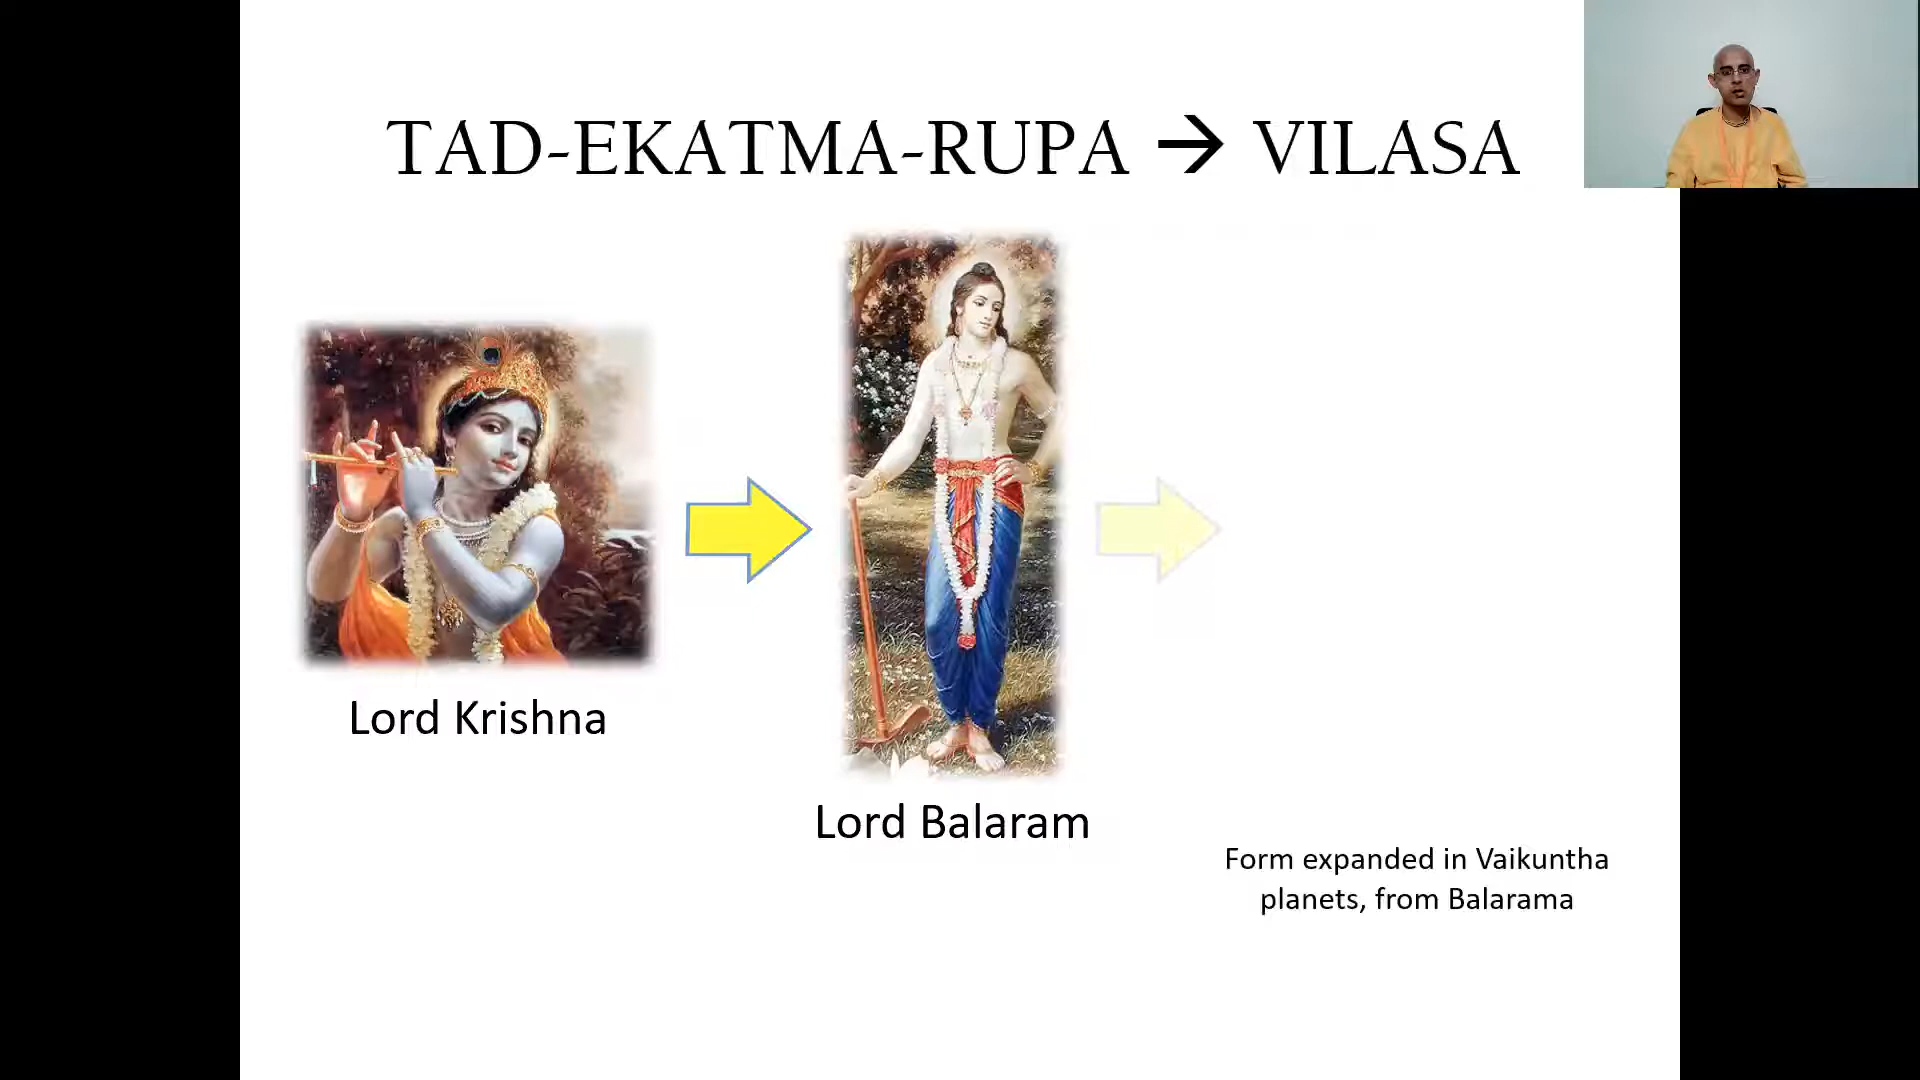 TAD-EKATMA-RUPA → VILASA
Lord Krishna
Lord Balaram
Form expanded in Vaikuntha
planets, from Balarama